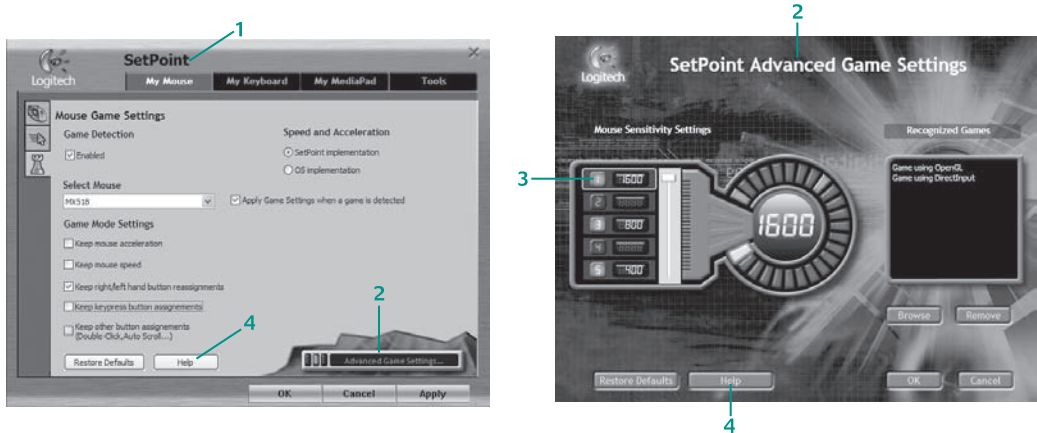 1
SetPoint
Logitech
My Mouse
My Keyboard
My MediaPad
Tools
Mouse Game Settings
Game Detection
Enabled
Speed and Acceleration
SetPoint implementation
OS implementation
Select Mouse
MX518
Apply Game Settings when a game is detected
Game Mode Settings
Keep mouse acceleration
Keep mouse speed
Keep right/left hand button reassignments
Keep keypress button assignements
Keep other button assignements
(Double-Click,Auto Scroll...)
2
4
Restore Defaults
Help
Advanced Game Settings...
OK
Cancel
Apply
2
Logitech
SetPoint Advanced Game Settings
Mouse Sensitivity Settings
Recognized Games
3
1 1600
2
3 800
4
5 400
1600
Game using OpenGL
Game using DirectInput
Browse
Remove
Restore Defaults
Help
OK
Cancel
4